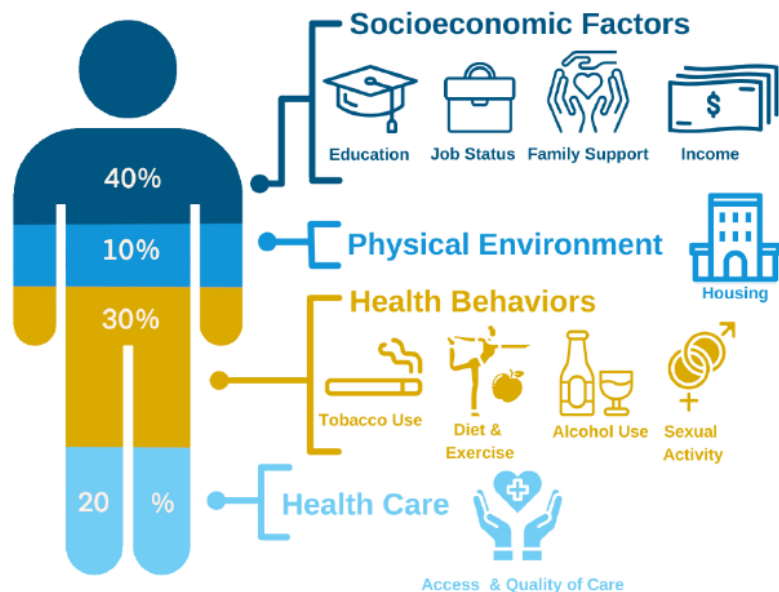 Socioeconomic Factors
$
Education
Job Status
Family Support
Income
40%
10%
Physical Environment
Housing
30%
Health Behaviors
Tobacco Use
Diet &
Exercise
Alcohol Use
Sexual
Activity
20 %
Health Care
Access & Quality of Care